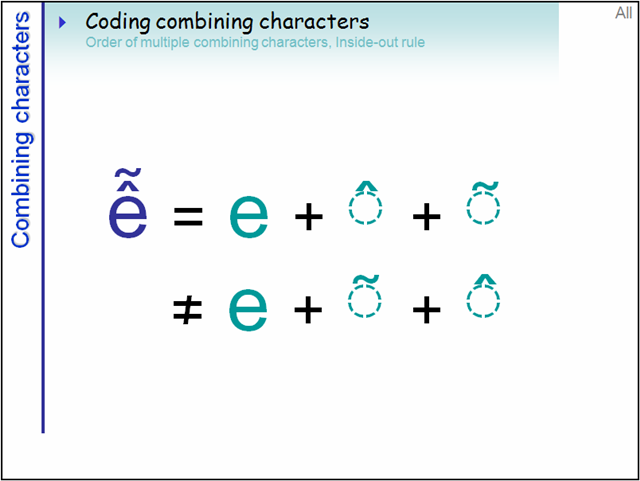 Combining characters
Coding combining characters
All
Order of multiple combining characters, Inside-out rule
ễ = e + ◌̂ + ◌̃
≠ e + ◌̃ + ◌̂